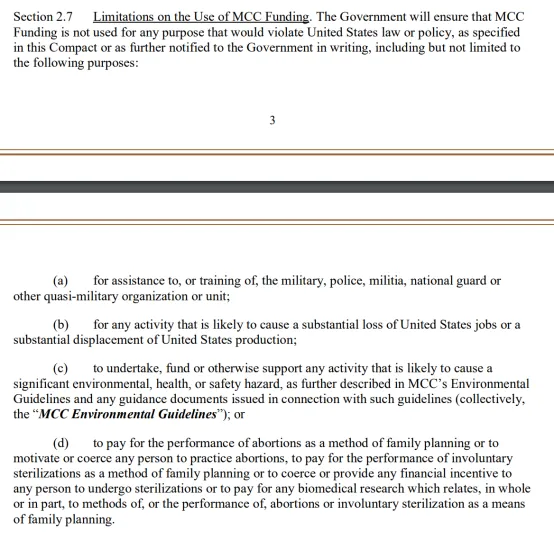 Section 2.7 Limitations on the Use of MCC Funding. The Government will ensure that MCC
Funding is not used for any purpose that would violate United States law or policy, as specified
in this Compact or as further notified to the Government in writing, including but not limited to
the following purposes:
3
(a) for assistance to, or training of, the military, police, militia, national guard or
other quasi-military organization or unit;
(b) for any activity that is likely to cause a substantial loss of United States jobs or a
substantial displacement of United States production;
(c) to undertake, fund or otherwise support any activity that is likely to cause a
significant environmental, health, or safety hazard, as further described in MCC’s Environmental
Guidelines and any guidance documents issued in connection with such guidelines (collectively,
the “MCC Environmental Guidelines”); or
(d) to pay for the performance of abortions as a method of family planning or to
motivate or coerce any person to practice abortions, to pay for the performance of involuntary
sterilizations as a method of family planning or to coerce or provide any financial incentive to
any person to undergo sterilizations or to pay for any biomedical research which relates, in whole
or in part, to methods of, or the performance of, abortions or involuntary sterilization as a means
of family planning.